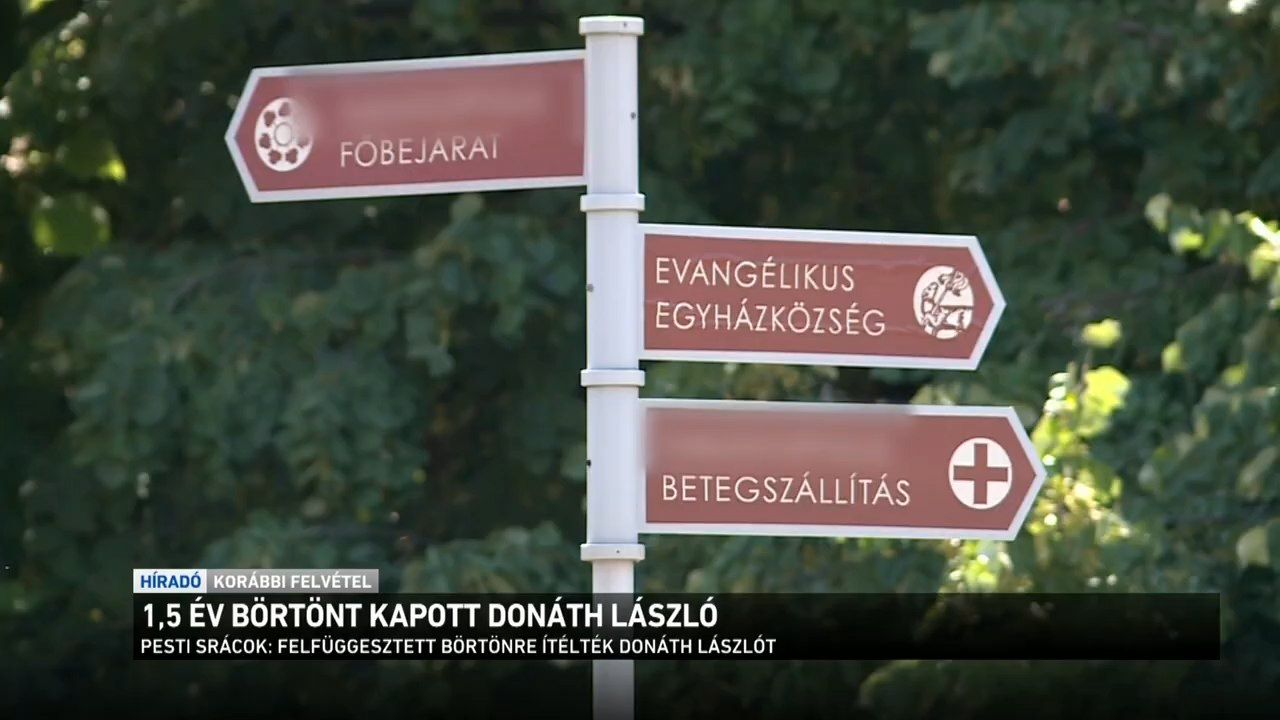 FŐBEJÁRAT
EVANGÉLIKUS
EGYHÁZKÖZSÉG
BETEGSZÁLLÍTÁS
HÍRADÓ KORÁBBI FELVÉTEL
1,5 ÉV BÖRTÖNT KAPOTT DONÁTH LÁSZLÓ
PESTI SRÁCOK: FELFÜGGESZTETT BÖRTÖNRE ÍTÉLTÉK DONÁTH LÁSZLÓT